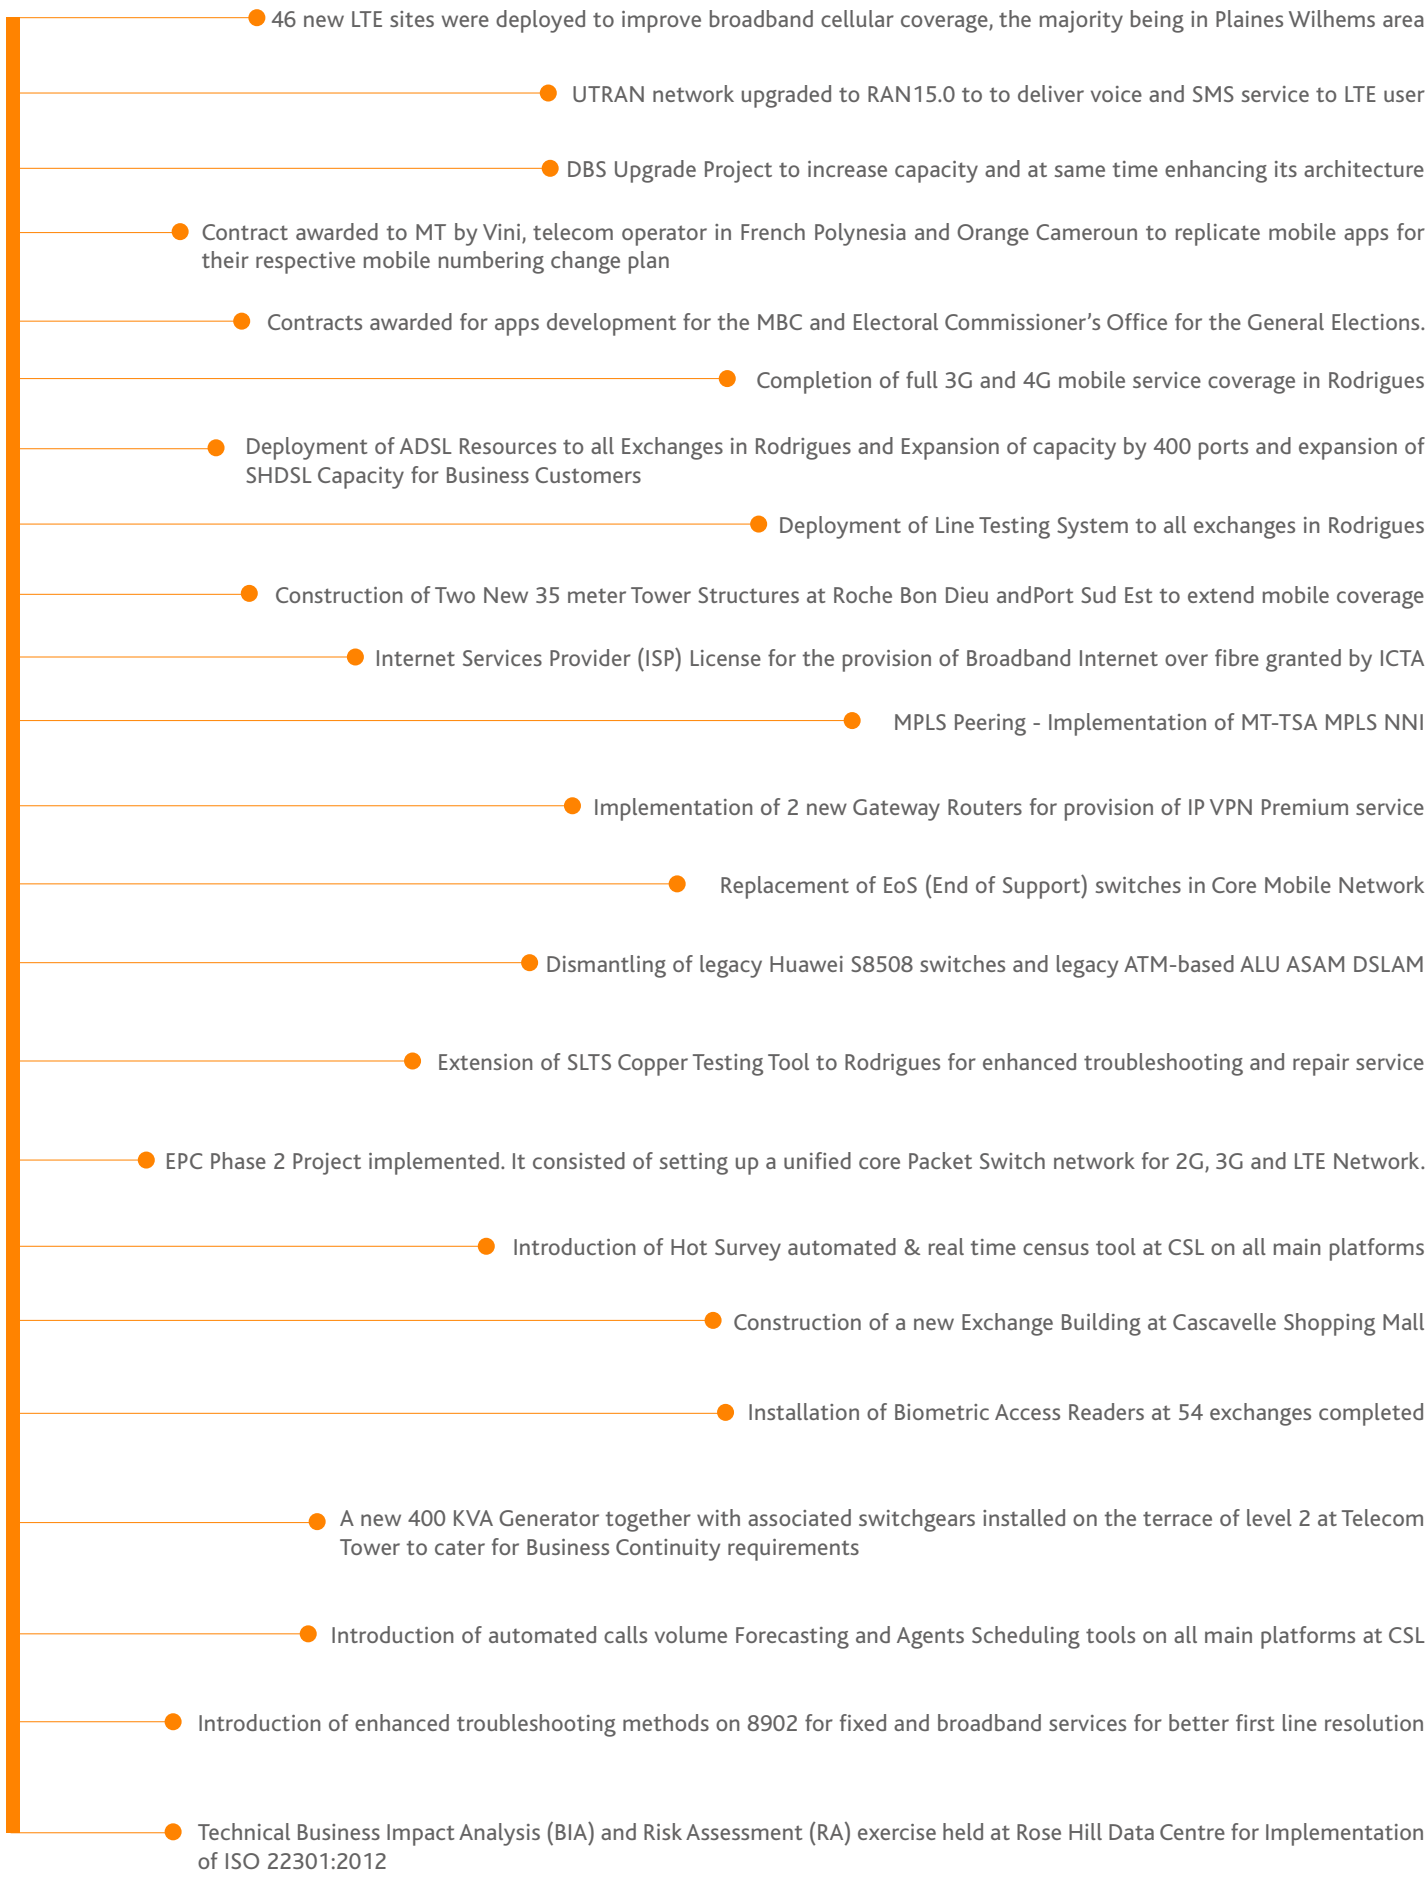 46 new LTE sites were deployed to improve broadband cellular coverage, the majority being in Plaines Wilhems area
UTRAN network upgraded to RAN15.0 to to deliver voice and SMS service to LTE user
DBS Upgrade Project to increase capacity and at same time enhancing its architecture
Contract awarded to MT by Vini, telecom operator in French Polynesia and Orange Cameroun to replicate mobile apps for
their respective mobile numbering change plan
Contracts awarded for apps development for the MBC and Electoral Commissioner's Office for the General Elections.
Completion of full 3G and 4G mobile service coverage in Rodrigues
Deployment of ADSL Resources to all Exchanges in Rodrigues and Expansion of capacity by 400 ports and expansion of
SHDSL Capacity for Business Customers
Deployment of Line Testing System to all exchanges in Rodrigues
Construction of Two New 35 meter Tower Structures at Roche Bon Dieu andPort Sud Est to extend mobile coverage
Internet Services Provider (ISP) License for the provision of Broadband Internet over fibre granted by ICTA
MPLS Peering - Implementation of MT-TSA MPLS NNI
Implementation of 2 new Gateway Routers for provision of IP VPN Premium service
Replacement of EoS (End of Support) switches in Core Mobile Network
Dismantling of legacy Huawei S8508 switches and legacy ATM-based ALU ASAM DSLAM
Extension of SLTS Copper Testing Tool to Rodrigues for enhanced troubleshooting and repair service
EPC Phase 2 Project implemented. It consisted of setting up a unified core Packet Switch network for 2G, 3G and LTE Network.
Introduction of Hot Survey automated & real time census tool at CSL on all main platforms
Construction of a new Exchange Building at Cascavelle Shopping Mall
Installation of Biometric Access Readers at 54 exchanges completed
A new 400 KVA Generator together with associated switchgears installed on the terrace of level 2 at Telecom
Tower to cater for Business Continuity requirements
Introduction of automated calls volume Forecasting and Agents Scheduling tools on all main platforms at CSL
Introduction of enhanced troubleshooting methods on 8902 for fixed and broadband services for better first line resolution
Technical Business Impact Analysis (BIA) and Risk Assessment (RA) exercise held at Rose Hill Data Centre for Implementation
of ISO 22301:2012